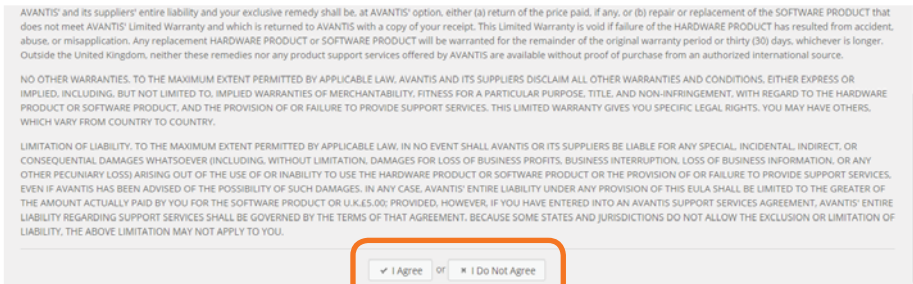 AVANTIS' and its suppliers' entire liability and your exclusive remedy shall be, at AVANTIS' option, either (a) return of the price paid, if any, or (b) repair or replacement of the SOFTWARE PRODUCT that
does not meet AVANTIS' Limited Warranty and which is returned to AVANTIS with a copy of your receipt. This Limited Warranty is void if failure of the HARDWARE PRODUCT has resulted from accident,
abuse, or misapplication. Any replacement HARDWARE PRODUCT or SOFTWARE PRODUCT will be warranted for the remainder of the original warranty period or thirty (30) days, whichever is longer.
Outside the United Kingdom, neither these remedies nor any product support services offered by AVANTIS are available without proof of purchase from an authorized international source.
NO OTHER WARRANTIES. TO THE MAXIMUM EXTENT PERMITTED BY APPLICABLE LAW, AVANTIS AND ITS SUPPLIERS DISCLAIM ALL OTHER WARRANTIES AND CONDITIONS, EITHER EXPRESS OR
IMPLIED, INCLUDING, BUT NOT LIMITED TO, IMPLIED WARRANTIES OF MERCHANTABILITY, FITNESS FOR A PARTICULAR PURPOSE, TITLE, AND NON-INFRINGEMENT, WITH REGARD TO THE HARDWARE
PRODUCT OR SOFTWARE PRODUCT, AND THE PROVISION OF OR FAILURE TO PROVIDE SUPPORT SERVICES. THIS LIMITED WARRANTY GIVES YOU SPECIFIC LEGAL RIGHTS. YOU MAY HAVE OTHERS,
WHICH VARY FROM COUNTRY TO COUNTRY.
LIMITATION OF LIABILITY. TO THE MAXIMUM EXTENT PERMITTED BY APPLICABLE LAW, IN NO EVENT SHALL AVANTIS OR ITS SUPPLIERS BE LIABLE FOR ANY SPECIAL, INCIDENTAL, INDIRECT, OR
CONSEQUENTIAL DAMAGES WHATSOEVER (INCLUDING, WITHOUT LIMITATION, DAMAGES FOR LOSS OF BUSINESS PROFITS, BUSINESS INTERRUPTION, LOSS OF BUSINESS INFORMATION, OR ANY
OTHER PECUNIARY LOSS) ARISING OUT OF THE USE OF OR INABILITY TO USE THE HARDWARE PRODUCT OR SOFTWARE PRODUCT OR THE PROVISION OF OR FAILURE TO PROVIDE SUPPORT SERVICES,
EVEN IF AVANTIS HAS BEEN ADVISED OF THE POSSIBILITY OF SUCH DAMAGES. IN ANY CASE, AVANTIS' ENTIRE LIABILITY UNDER ANY PROVISION OF THIS EULA SHALL BE LIMITED TO THE GREATER OF
THE AMOUNT ACTUALLY PAID BY YOU FOR THE SOFTWARE PRODUCT OR U.K.£5.00; PROVIDED, HOWEVER, IF YOU HAVE ENTERED INTO AN AVANTIS SUPPORT SERVICES AGREEMENT, AVANTIS' ENTIRE
LIABILITY REGARDING SUPPORT SERVICES SHALL BE GOVERNED BY THE TERMS OF THAT AGREEMENT. BECAUSE SOME STATES AND JURISDICTIONS DO NOT ALLOW THE EXCLUSION OR LIMITATION OF
LIABILITY, THE ABOVE LIMITATION MAY NOT APPLY TO YOU.
✔ I Agree or ✖ I Do Not Agree